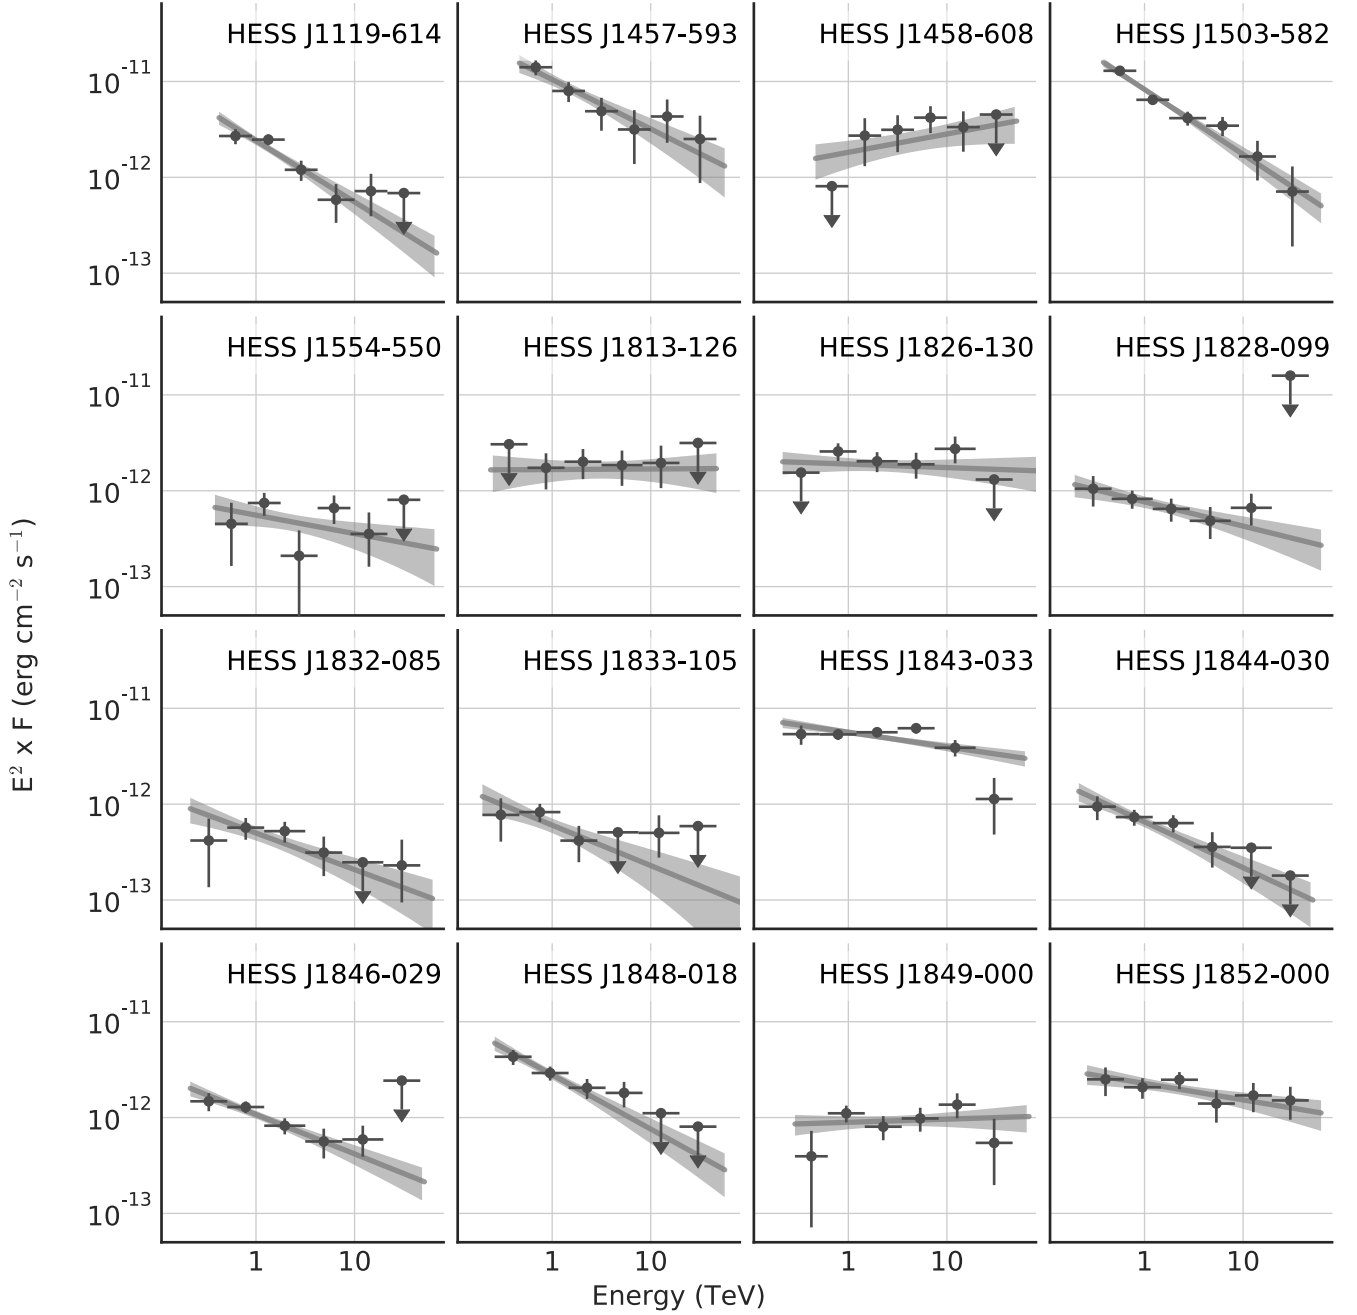 HESS J1119-614
HESS J1457-593
HESS J1458-608
HESS J1503-582
10⁻¹¹
10⁻¹²
10⁻¹³
HESS J1554-550
HESS J1813-126
HESS J1826-130
HESS J1828-099
10⁻¹¹
10⁻¹²
10⁻¹³
HESS J1832-085
HESS J1833-105
HESS J1843-033
HESS J1844-030
10⁻¹¹
10⁻¹²
10⁻¹³
HESS J1846-029
HESS J1848-018
HESS J1849-000
HESS J1852-000
10⁻¹¹
10⁻¹²
10⁻¹³
1 10 1 10 1 10 1 10
Energy (TeV)
E² x F (erg cm⁻² s⁻¹)